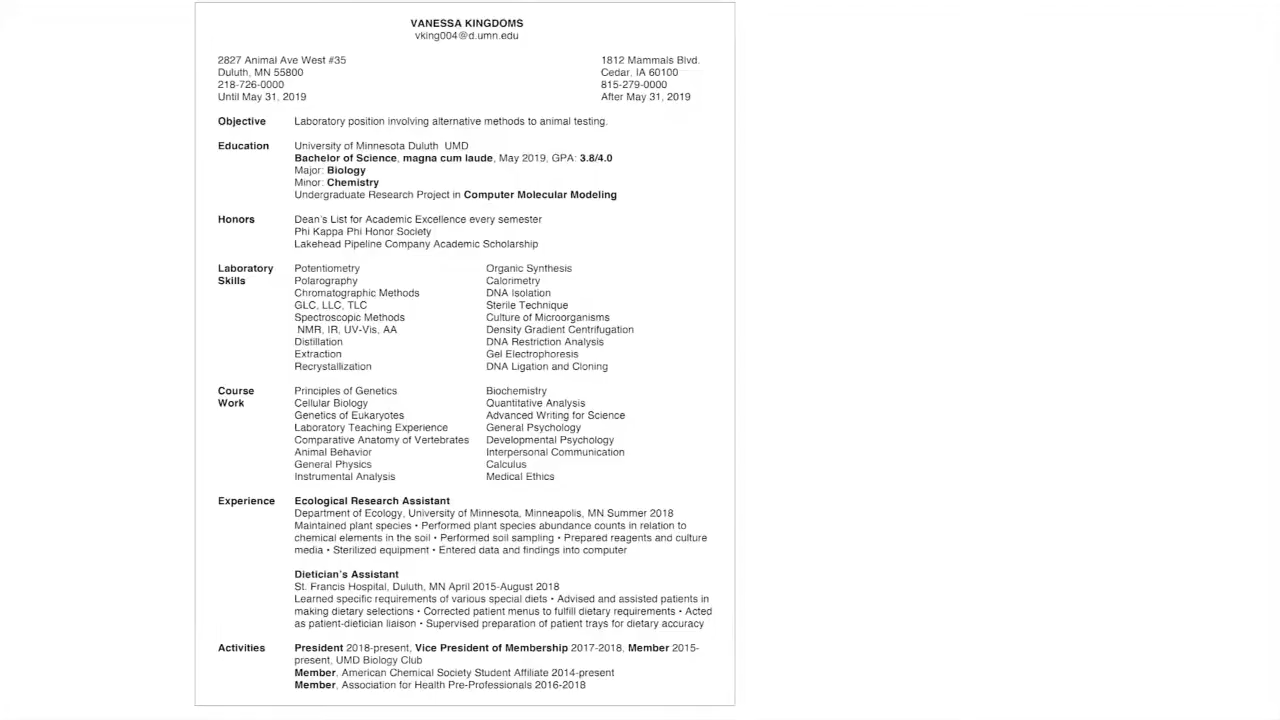 VANESSA KINGDOMS
vking004@d.umn.edu
2827 Animal Ave West #35
Duluth, MN 55800
218-726-0000
Until May 31, 2019
1812 Mammals Blvd.
Cedar, IA 60100
815-279-0000
After May 31, 2019
Objective Laboratory position involving alternative methods to animal testing.
Education University of Minnesota Duluth UMD
Bachelor of Science, magna cum laude, May 2019, GPA: 3.8/4.0
Major: Biology
Minor: Chemistry
Undergraduate Research Project in Computer Molecular Modeling
Honors Dean's List for Academic Excellence every semester
Phi Kappa Phi Honor Society
Lakehead Pipeline Company Academic Scholarship
Laboratory Skills
Potentiometry
Polarography
Chromatographic Methods
GLC, LLC, TLC
Spectroscopic Methods
NMR, IR, UV-Vis, AA
Distillation
Extraction
Recrystallization
Organic Synthesis
Calorimetry
DNA Isolation
Sterile Technique
Culture of Microorganisms
Density Gradient Centrifugation
DNA Restriction Analysis
Gel Electrophoresis
DNA Ligation and Cloning
Course Work
Principles of Genetics
Cellular Biology
Genetics of Eukaryotes
Laboratory Teaching Experience
Comparative Anatomy of Vertebrates
Animal Behavior
General Physics
Instrumental Analysis
Biochemistry
Quantitative Analysis
Advanced Writing for Science
General Psychology
Developmental Psychology
Interpersonal Communication
Calculus
Medical Ethics
Experience Ecological Research Assistant
Department of Ecology, University of Minnesota, Minneapolis, MN Summer 2018
Maintained plant species • Performed plant species abundance counts in relation to
chemical elements in the soil • Performed soil sampling • Prepared reagents and culture
media • Sterilized equipment • Entered data and findings into computer
Dietician's Assistant
St. Francis Hospital, Duluth, MN April 2015-August 2018
Learned specific requirements of various special diets • Advised and assisted patients in
making dietary selections • Corrected patient menus to fulfill dietary requirements • Acted
as patient-dietician liaison • Supervised preparation of patient trays for dietary accuracy
Activities President 2018-present, Vice President of Membership 2017-2018, Member 2015-
present, UMD Biology Club
Member, American Chemical Society Student Affiliate 2014-present
Member, Association for Health Pre-Professionals 2016-2018